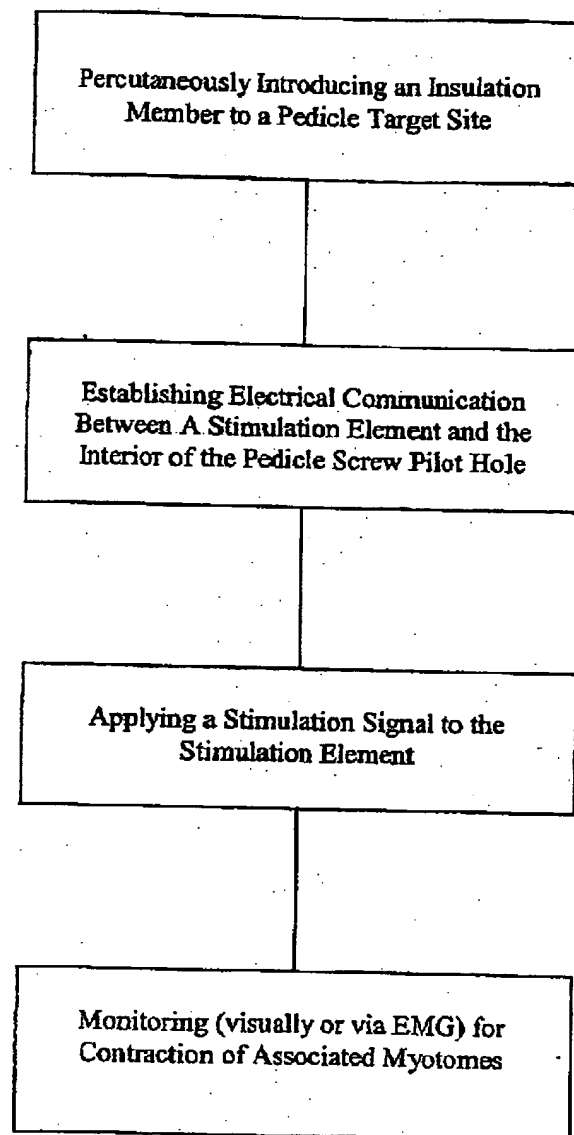 Percutaneously Introducing an Insulation
Member to a Pedicle Target Site
Establishing Electrical Communication
Between A Stimulation Element and the
Interior of the Pedicle Screw Pilot Hole
Applying a Stimulation Signal to the
Stimulation Element
Monitoring (visually or via EMG) for
Contraction of Associated Myotomes